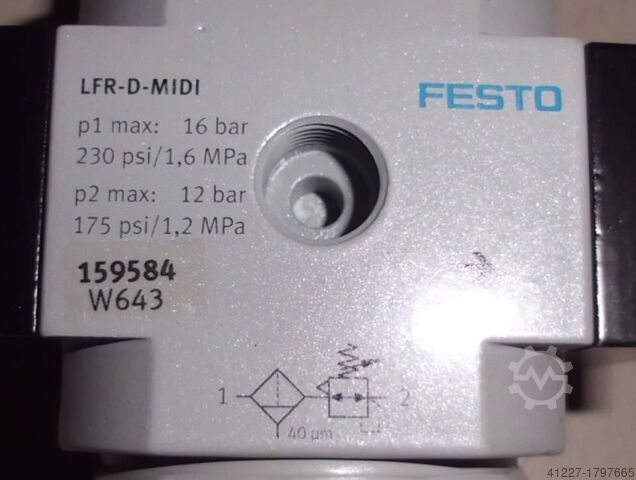 LFR-D-MIDI
FESTO
p1 max: 16 bar
230 psi/1,6 MPa
p2 max: 12 bar
175 psi/1,2 MPa
159584
W643
1
2
40 µm
41227-1797665